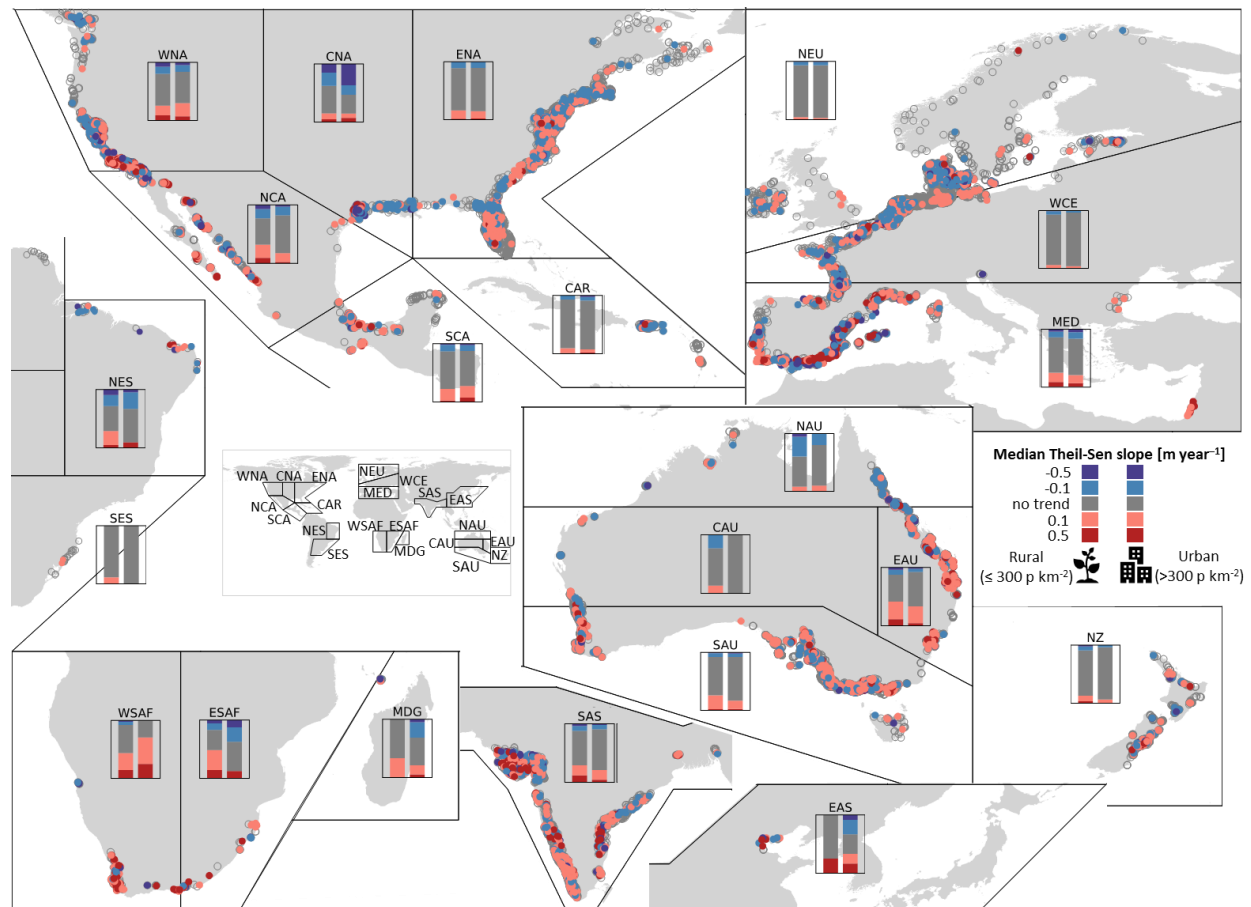 WNA
CNA
ENA
NEU
WCE
NCA
CAR
MED
SCA
NES
NAU
Median Theil-Sen slope [m year⁻¹]
-0.5
-0.1
no trend
0.1
0.5
Rural
(≤ 300 p km⁻²)
Urban
(>300 p km⁻²)
WNA CNA ENA
NEU
WCE
MED
SAS
EAS
NCA
CAR
SCA
NES
SES
WSAF ESAF
MDG
NAU
CAU
EAU
NZ
SAU
SES
CAU
EAU
SAU
NZ
WSAF
ESAF
MDG
SAS
EAS